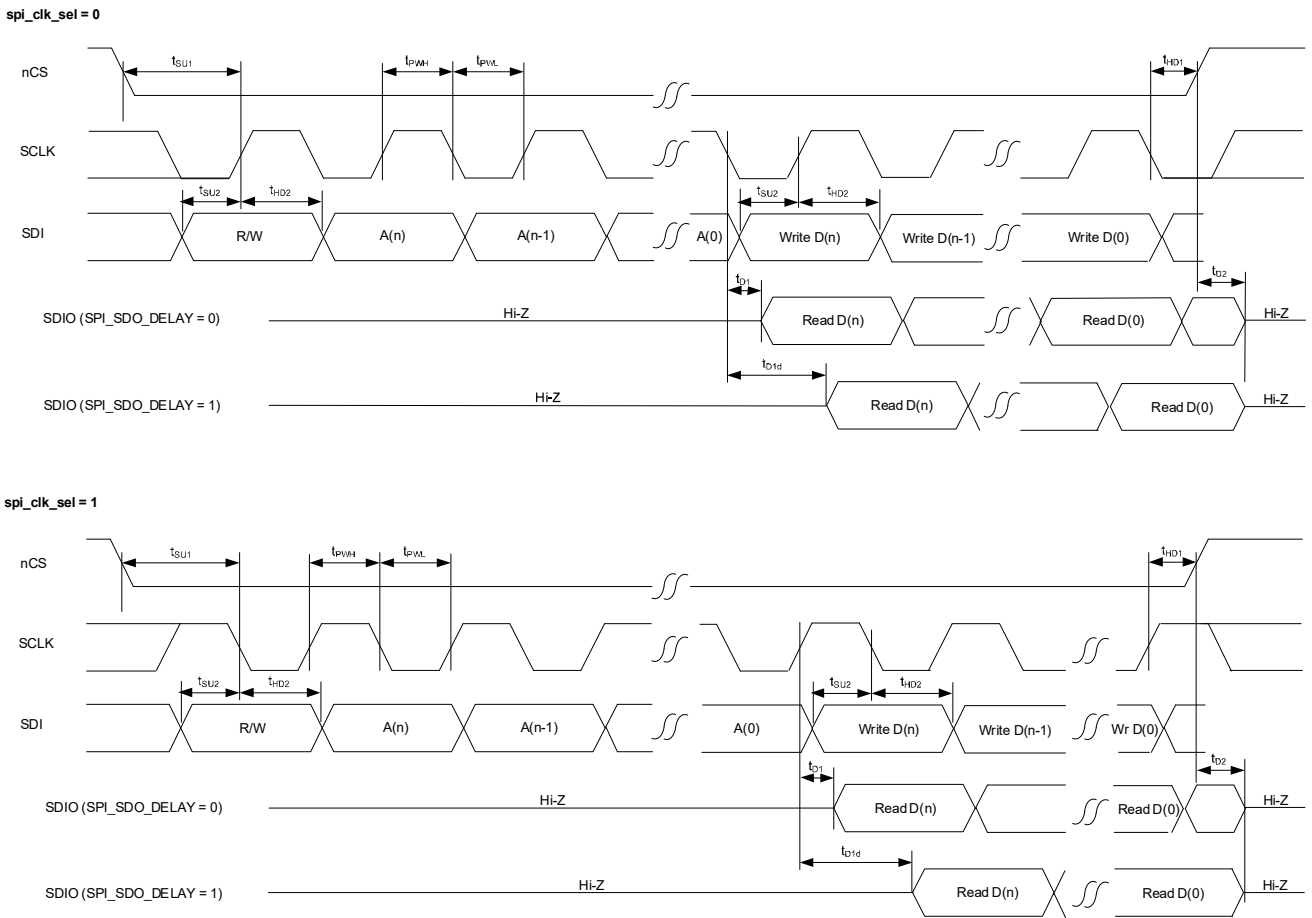 spi_clk_sel = 0
nCS tSU1 tPWH tPWL tHD1
SCLK
tSU2 tHD2 tSU2 tHD2
SDI R/W A(n) A(n-1) A(0) Write D(n) Write D(n-1) Write D(0)
tD1 tD2
SDIO (SPI_SDO_DELAY = 0) Hi-Z Read D(n) Read D(0) Hi-Z
tD1d
SDIO (SPI_SDO_DELAY = 1) Hi-Z Read D(n) Read D(0) Hi-Z
spi_clk_sel = 1
nCS tSU1 tPWH tPWL tHD1
SCLK
tSU2 tHD2 tSU2 tHD2
SDI R/W A(n) A(n-1) A(0) Write D(n) Write D(n-1) Wr D(0)
tD1 tD2
SDIO (SPI_SDO_DELAY = 0) Hi-Z Read D(n) Read D(0) Hi-Z
tD1d
SDIO (SPI_SDO_DELAY = 1) Hi-Z Read D(n) Read D(0) Hi-Z